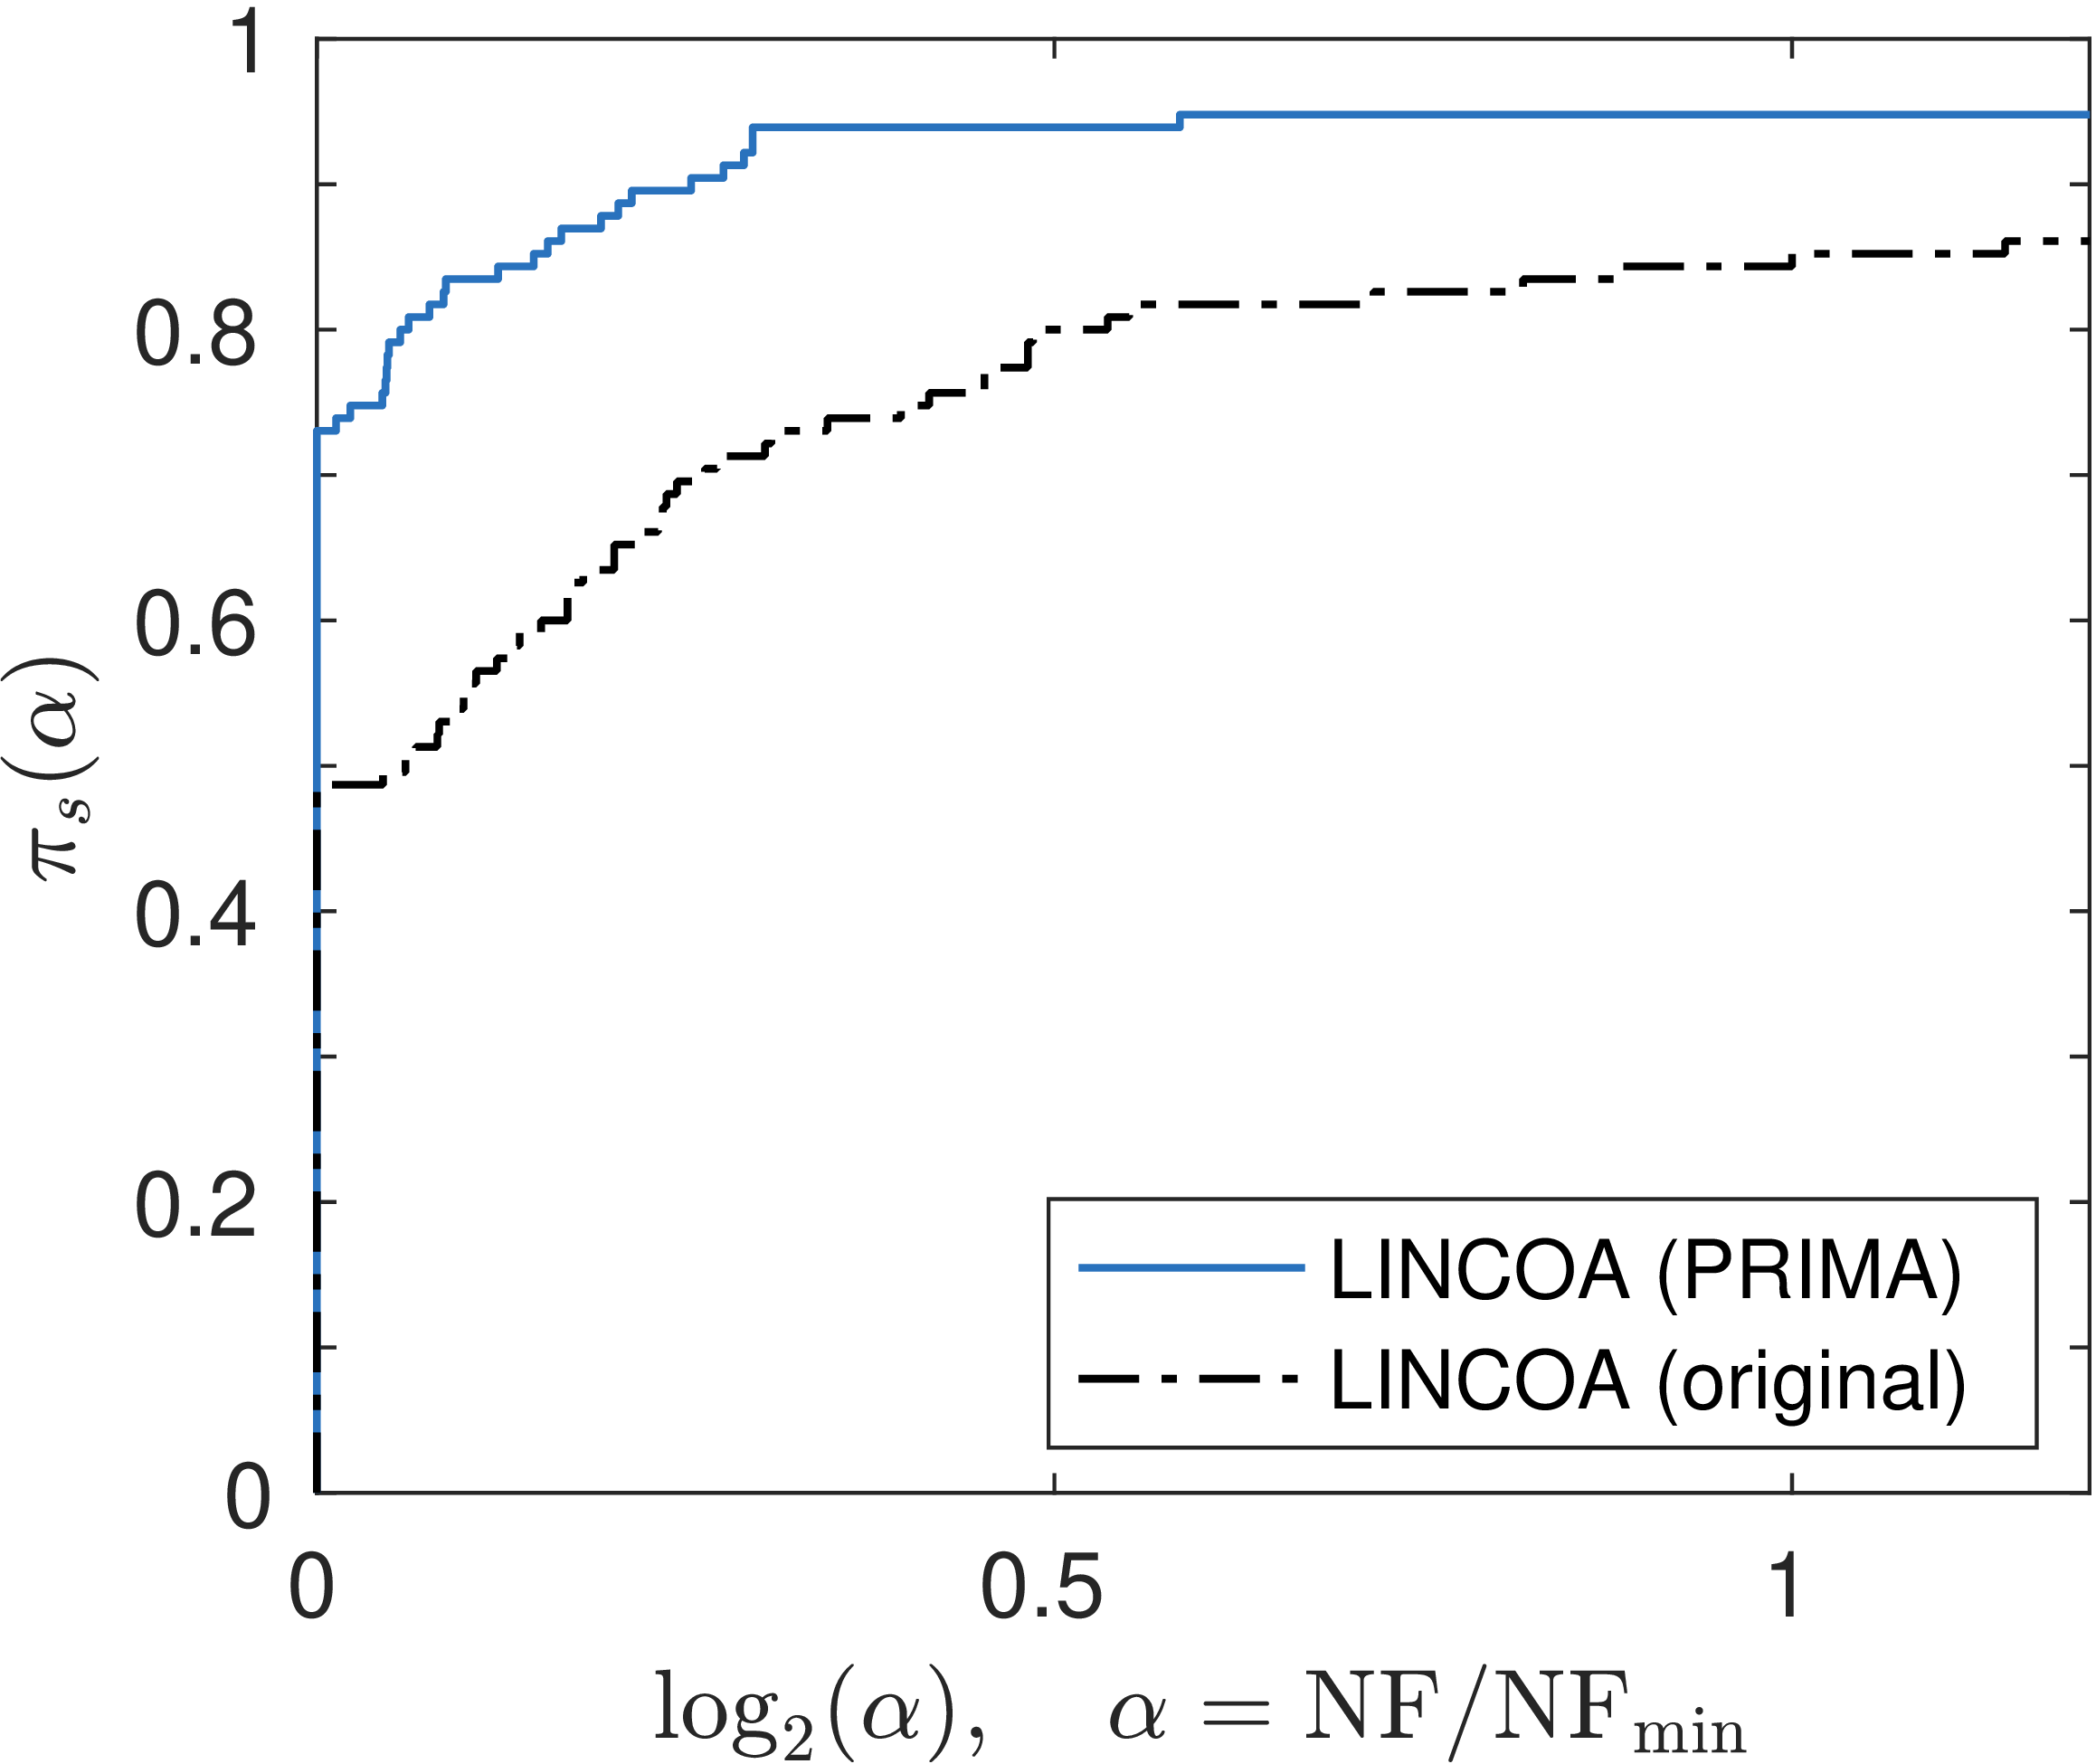 1
0.8
0.6
0.4
0.2
0
πₛ(α)
LINCOA (PRIMA)
LINCOA (original)
0 0.5 1
log₂(α), α = NF/NFₘᵢₙ